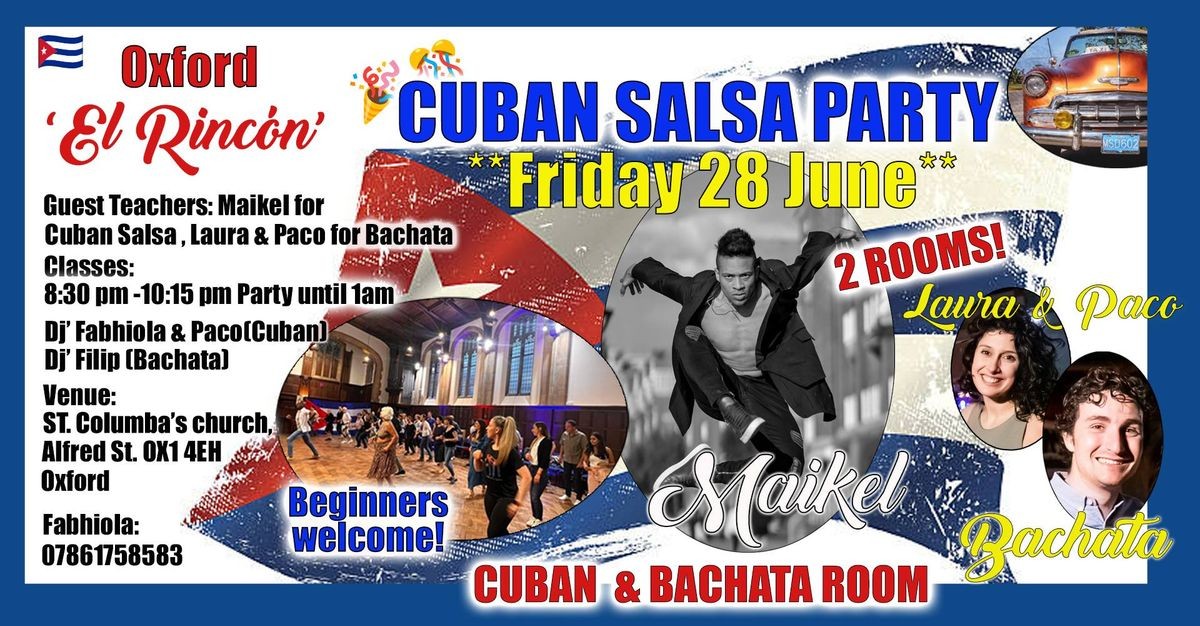 Oxford
‘El Rincón’
CUBAN SALSA PARTY
**Friday 28 June**
Guest Teachers: Maikel for
Cuban Salsa , Laura & Paco for Bachata
Classes:
8:30 pm -10:15 pm Party until 1am
Dj’ Fabhiola & Paco(Cuban)
Dj’ Filip (Bachata)
Venue:
ST. Columba’s church,
Alfred St. OX1 4EH
Oxford
Fabhiola:
07861758583
Beginners
welcome!
2 ROOMS!
Laura & Paco
Maikel
Bachata
CUBAN & BACHATA ROOM
MSD602